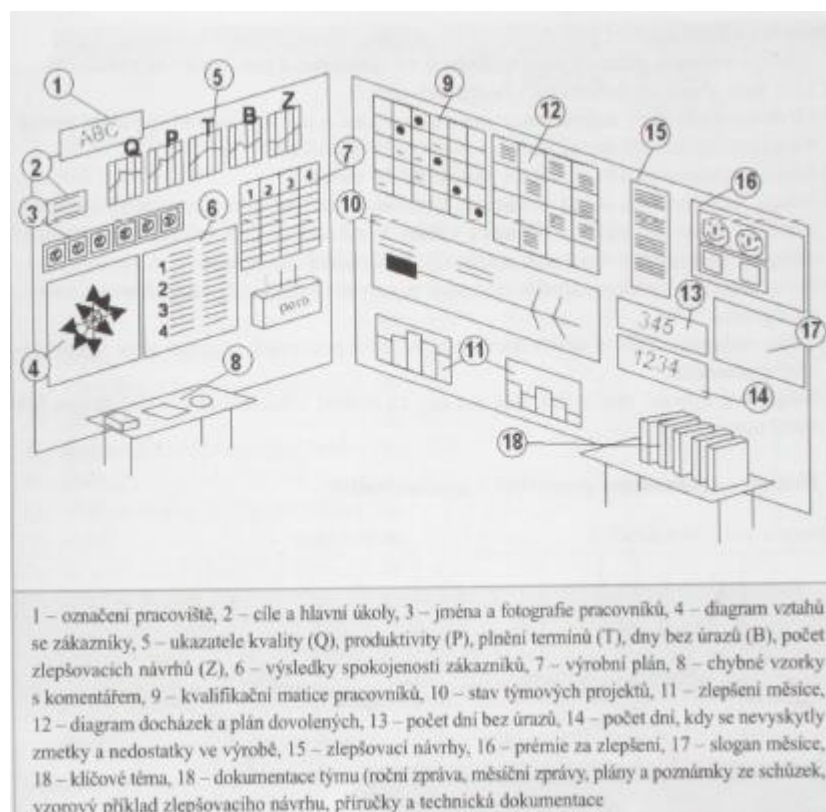 1
ABC
2
3
4
5
Q P T B Z
6
1
2
3
4
7
1 2 3 4
8
9
10
11
12
13
345
14
1234
15
16
17
18
1 – označení pracoviště, 2 – cíle a hlavní úkoly, 3 – jména a fotografie pracovníků, 4 – diagram vztahů
se zákazníky, 5 – ukazatele kvality (Q), produktivity (P), plnění termínů (T), dny bez úrazů (B), počet
zlepšovacích návrhů (Z), 6 – výsledky spokojenosti zákazníků, 7 – výrobní plán, 8 – chybné vzorky
s komentářem, 9 – kvalifikační matice pracovníků, 10 – stav týmových projektů, 11 – zlepšení měsíce,
12 – diagram docházek a plán dovolených, 13 – počet dní bez úrazů, 14 – počet dní, kdy se nevyskytly
zmetky a nedostatky ve výrobě, 15 – zlepšovací návrhy, 16 – prémie za zlepšení, 17 – slogan měsíce,
18 – klíčové téma, 18 – dokumentace týmu (roční zpráva, měsíční zprávy, plány a poznámky ze schůzek,
vzorový příklad zlepšovacího návrhu, příručky a technická dokumentace